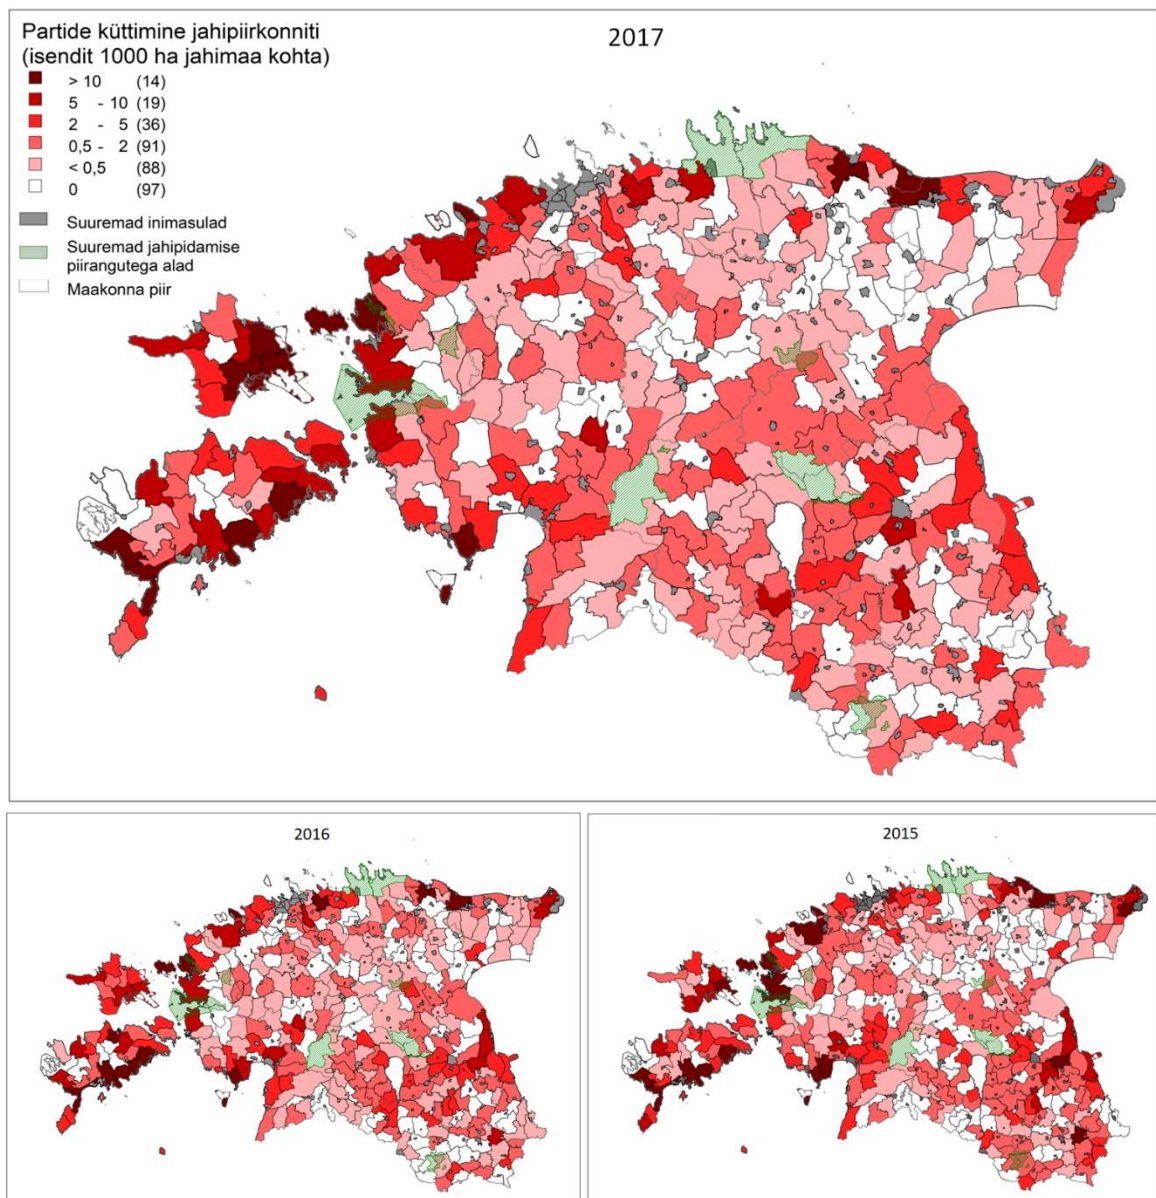 Partide küttimine jahipiirkonniti
(isendit 1000 ha jahimaa kohta)
> 10 (14)
5 - 10 (19)
2 - 5 (36)
0,5 - 2 (91)
< 0,5 (88)
0 (97)
Suuremad inimasulad
Suuremad jahipidamise
piirangutega alad
Maakonna piir
2017
2016
2015